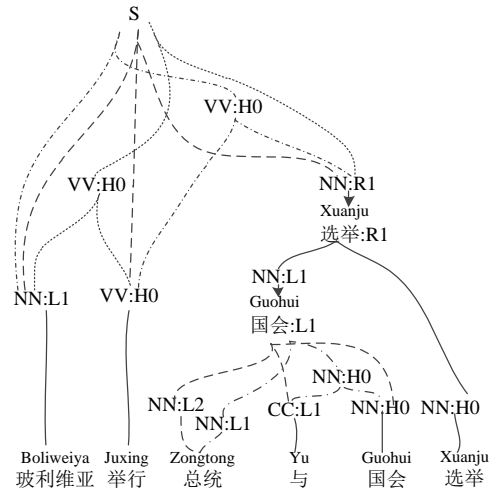 S
VV:H0
VV:H0
NN:R1
Xuanju
选举:R1
NN:L1
VV:H0
NN:L1
Guohui
国会:L1
NN:H0
NN:L2
NN:L1
CC:L1
NN:H0
NN:H0
Boliweiya Juxing Zongtong Yu Guohui Xuanju
玻利维亚 举行 总统 与 国会 选举